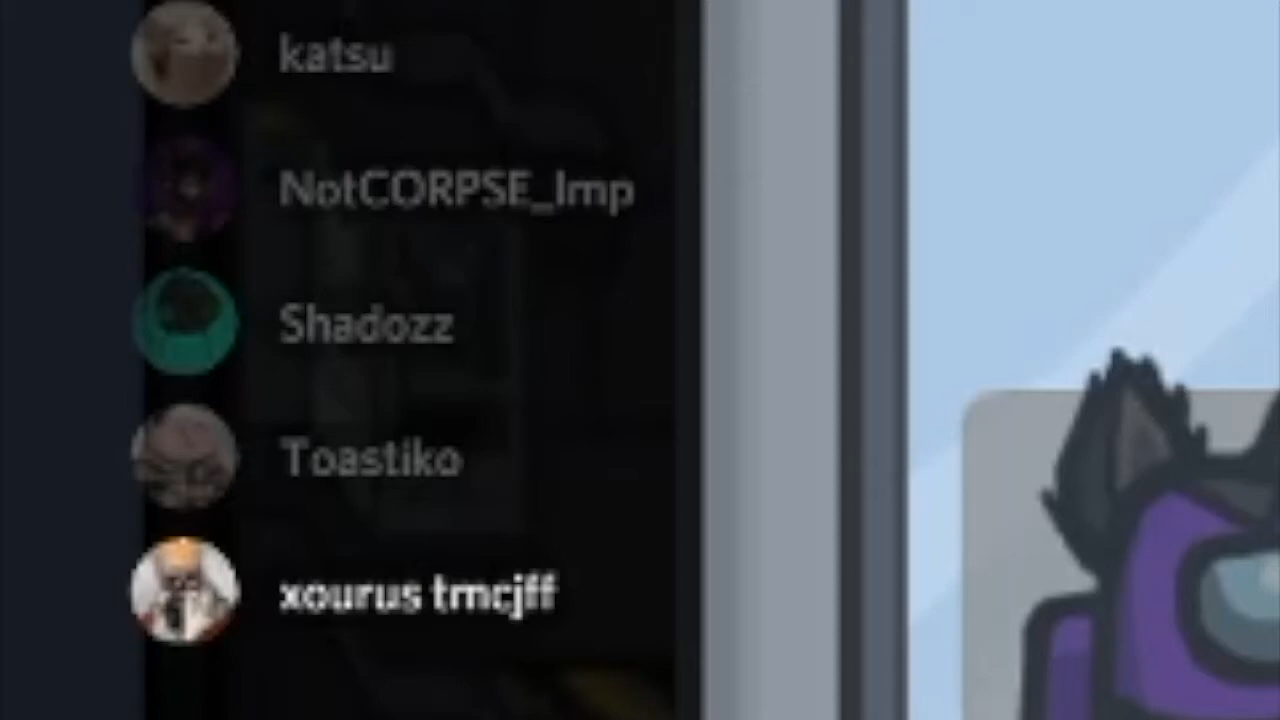 katsu
NotCORPSE_Imp
Shadozz
Toastiko
xourus tmcjff